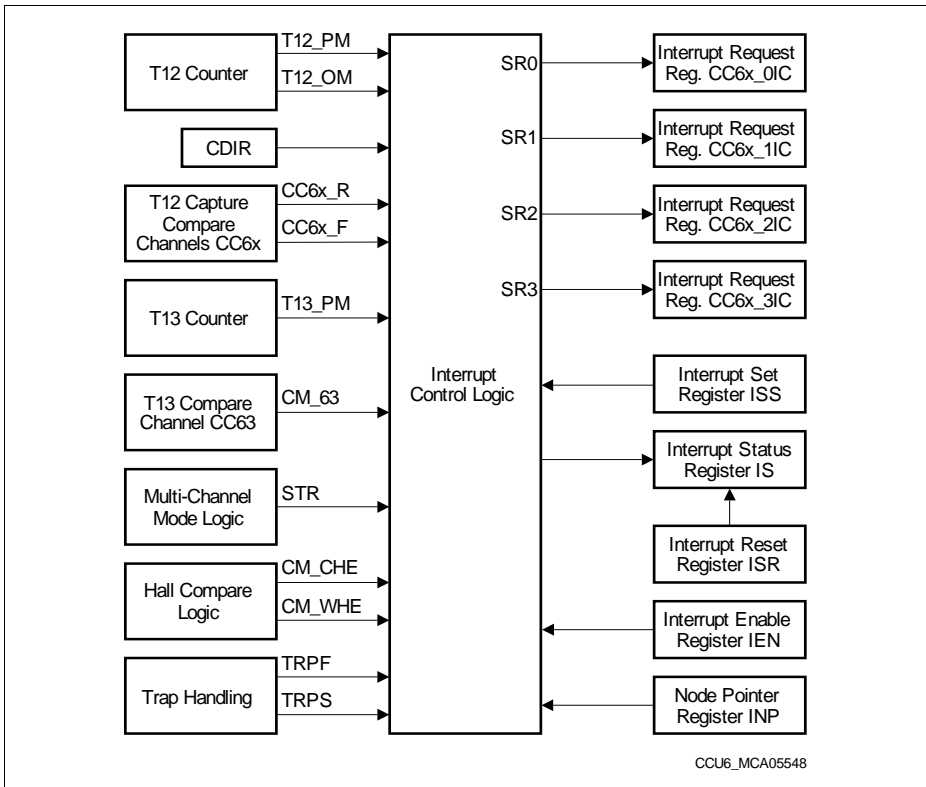 T12 Counter
T12_PM
T12_OM
CDIR
T12 Capture
Compare
Channels CC6x
CC6x_R
CC6x_F
T13 Counter
T13_PM
T13 Compare
Channel CC63
CM_63
Multi-Channel
Mode Logic
STR
Hall Compare
Logic
CM_CHE
CM_WHE
Trap Handling
TRPF
TRPS
Interrupt
Control Logic
SR0
Interrupt Request
Reg. CC6x_0IC
SR1
Interrupt Request
Reg. CC6x_1IC
SR2
Interrupt Request
Reg. CC6x_2IC
SR3
Interrupt Request
Reg. CC6x_3IC
Interrupt Set
Register ISS
Interrupt Status
Register IS
Interrupt Reset
Register ISR
Interrupt Enable
Register IEN
Node Pointer
Register INP
CCU6_MCA05548